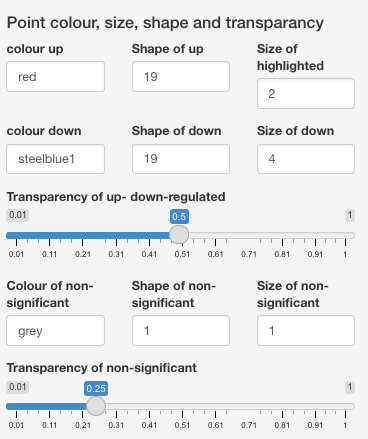 Point colour, size, shape and transparancy
colour up Shape of up Size of
highlighted
red 19 2
colour down Shape of down Size of down
steelblue1 19 4
Transparency of up- down-regulated
0.01 0.5 1
0.01 0.11 0.21 0.31 0.41 0.51 0.61 0.71 0.81 0.91 1
Colour of non- Shape of non- Size of non-
significant significant significant
grey 1 1
Transparency of non-significant
0.01 0.25 1
0.01 0.11 0.21 0.31 0.41 0.51 0.61 0.71 0.81 0.91 1